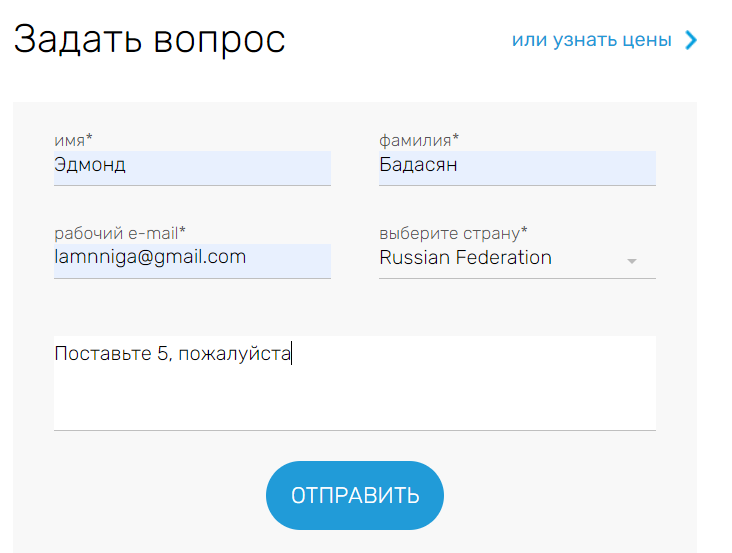 Задать вопрос
или узнать цены
имя*
фамилия*
Эдмонд
Бадасян
рабочий e-mail*
выберите страну*
lamnniga@gmail.com
Russian Federation
Поставьте 5, пожалуйста
ОТПРАВИТЬ